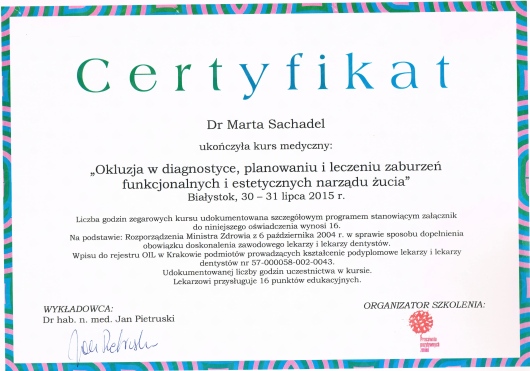 Certyfikat
Dr Marta Sachadel
ukończyła kurs medyczny:
„Okluzja w diagnostyce, planowaniu i leczeniu zaburzeń
funkcjonalnych i estetycznych narządu żucia”
Białystok, 30 – 31 lipca 2015 r.
Liczba godzin zegarowych kursu udokumentowana szczegółowym programem stanowiącym załącznik
do niniejszego oświadczenia wynosi 16.
Na podstawie: Rozporządzenia Ministra Zdrowia z 6 października 2004 r. w sprawie sposobu dopełnienia
obowiązku doskonalenia zawodowego lekarzy i lekarzy dentystów.
Wpisu do rejestru OIL w Krakowie podmiotów prowadzących kształcenie podyplomowe lekarzy i lekarzy
dentystów nr 57-000058-002-0043.
Udokumentowanej liczby godzin uczestnictwa w kursie.
Lekarzowi przysługuje 16 punktów edukacyjnych.
WYKŁADOWCA:
Dr hab. n. med. Jan Pietruski
ORGANIZATOR SZKOLENIA: